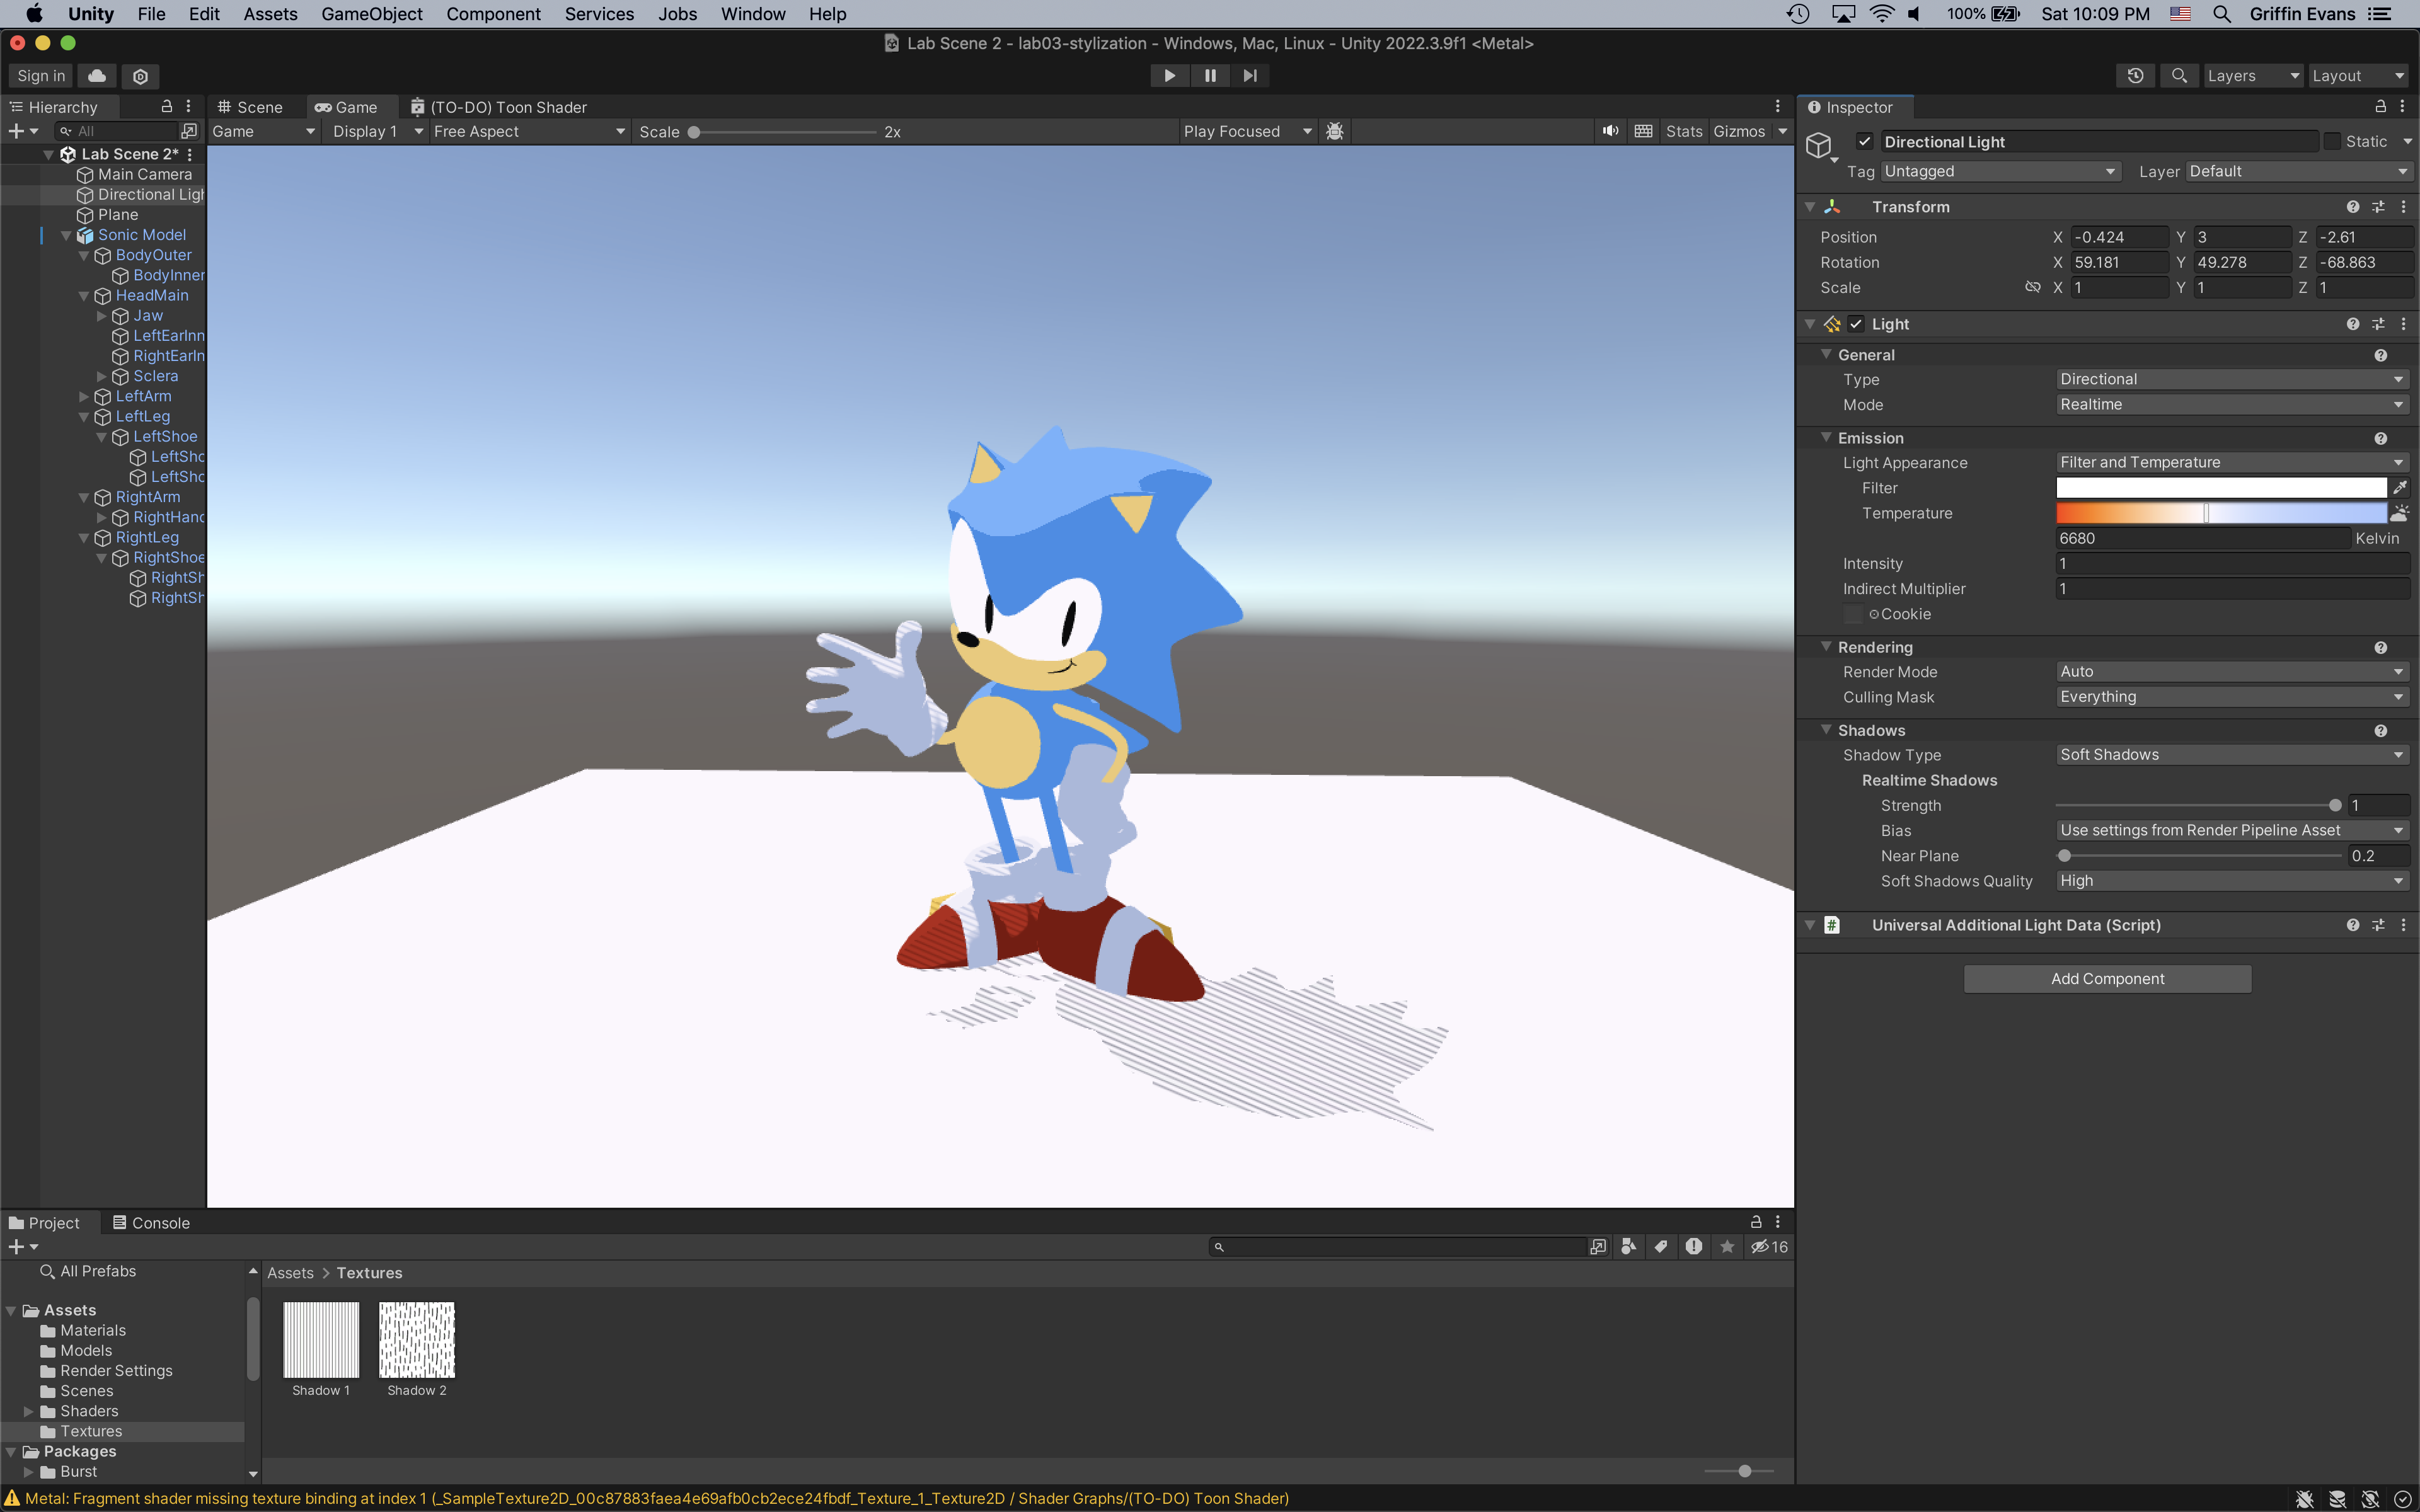 Unity File Edit Assets GameObject Component Services Jobs Window Help 100% Sat 10:09 PM Griffin Evans
Lab Scene 2 - lab03-stylization - Windows, Mac, Linux - Unity 2022.3.9f1 <Metal>
Sign in Layers Layout
Hierarchy
All
Lab Scene 2*
Main Camera
Directional Ligh
Plane
Sonic Model
BodyOuter
BodyInner
HeadMain
Jaw
LeftEarInn
RightEarIn
Sclera
LeftArm
LeftLeg
LeftShoe
LeftSho
LeftSho
RightArm
RightHand
RightLeg
RightShoe
RightSh
RightSh
Scene Game (TO-DO) Toon Shader
Game Display 1 Free Aspect Scale 2x Play Focused Stats Gizmos
Inspector
Directional Light Static
Tag Untagged Layer Default
Transform
Position X -0.424 Y 3 Z -2.61
Rotation X 59.181 Y 49.278 Z -68.863
Scale X 1 Y 1 Z 1
Light
General
Type Directional
Mode Realtime
Emission
Light Appearance Filter and Temperature
Filter
Temperature
6680 Kelvin
Intensity 1
Indirect Multiplier 1
Cookie
Rendering
Render Mode Auto
Culling Mask Everything
Shadows
Shadow Type Soft Shadows
Realtime Shadows
Strength 1
Bias Use settings from Render Pipeline Asset
Near Plane 0.2
Soft Shadows Quality High
# Universal Additional Light Data (Script)
Add Component
Project Console
16
All Prefabs
Assets
Materials
Models
Render Settings
Scenes
Shaders
Textures
Packages
Burst
Assets > Textures
Shadow 1 Shadow 2
Metal: Fragment shader missing texture binding at index 1 (_SampleTexture2D_00c87883faea4e69afb0cb2ece24fbdf_Texture_1_Texture2D / Shader Graphs/(TO-DO) Toon Shader)